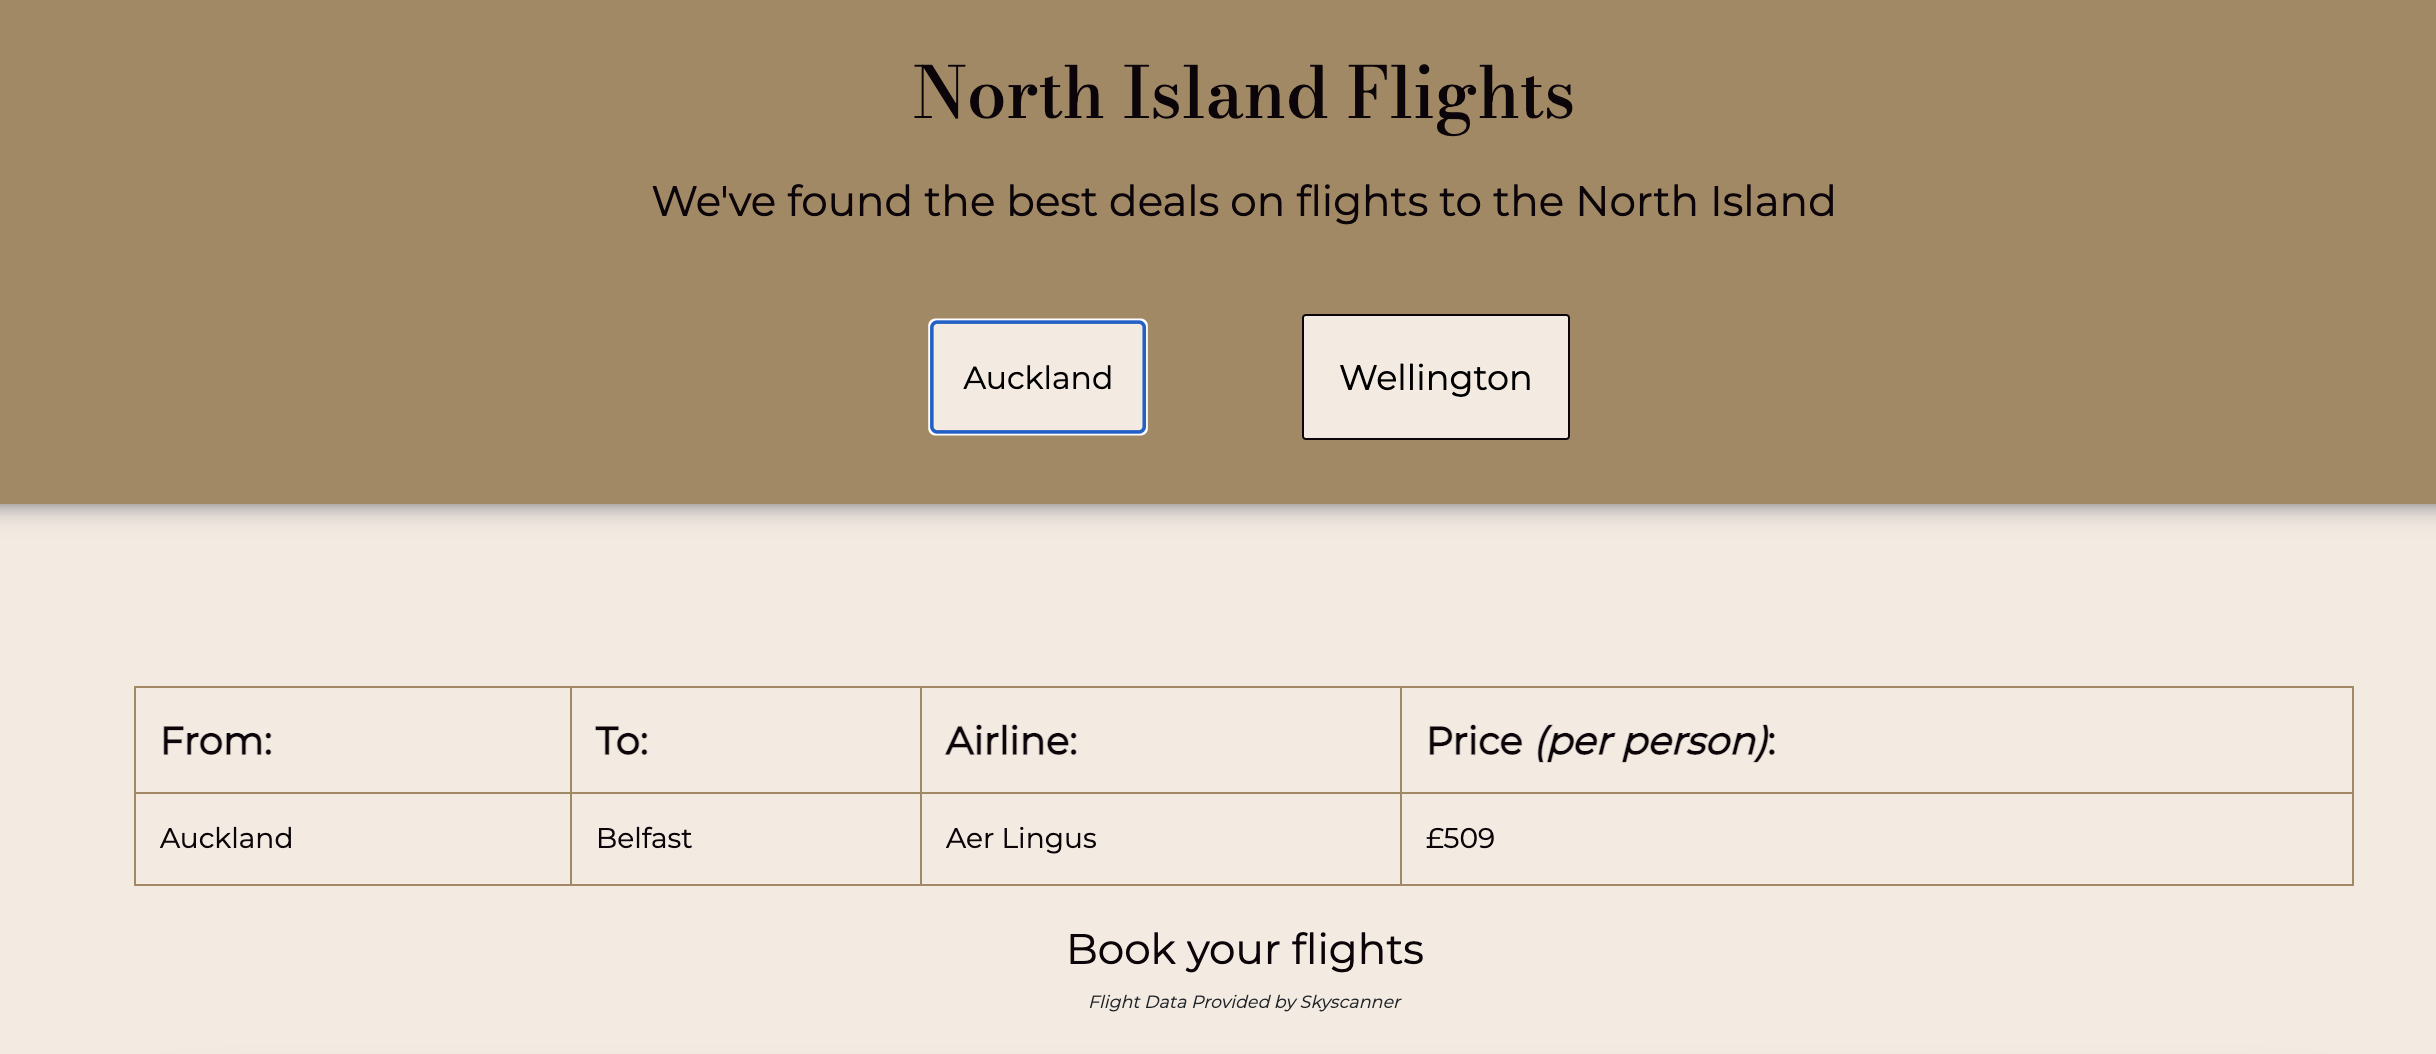 North Island Flights
We've found the best deals on flights to the North Island
Auckland Wellington
From: To: Airline: Price (per person):
Auckland Belfast Aer Lingus £509
Book your flights
Flight Data Provided by Skyscanner